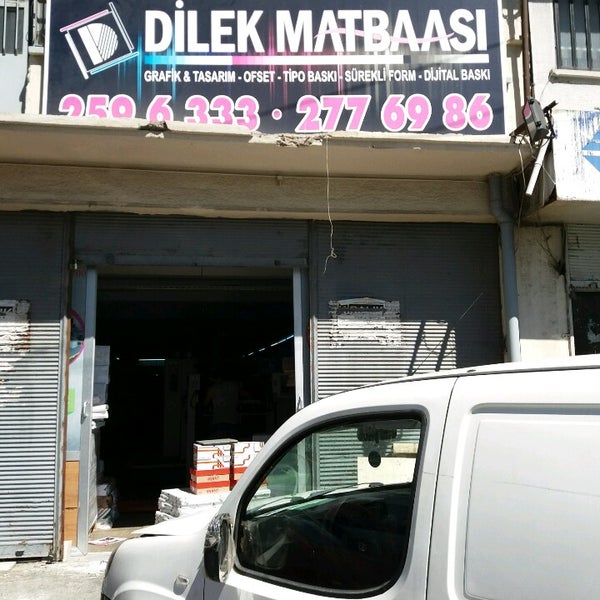 DİLEK MATBAASI
GRAFİK & TASARIM - OFSET - TİPO BASKI - SÜREKLİ FORM - DİJİTAL BASKI
259 6 333 · 277 69 86